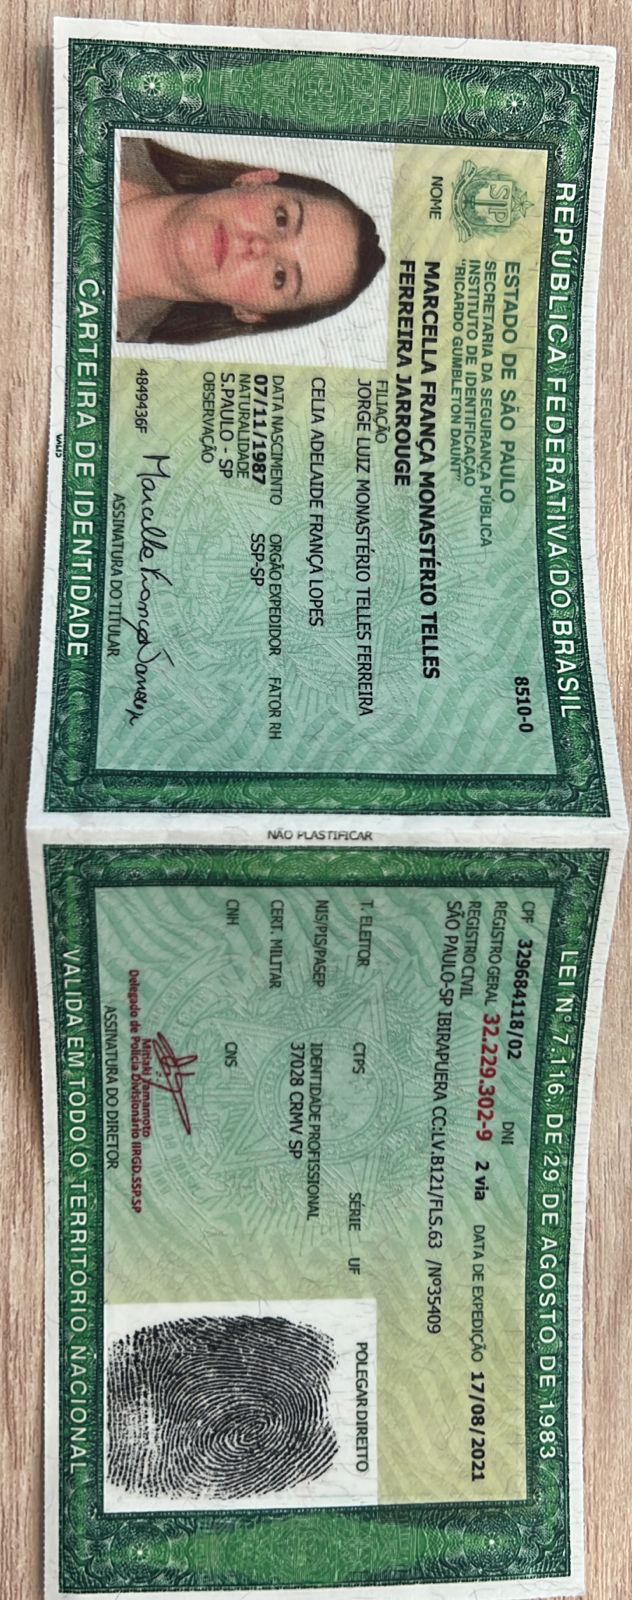 REPÚBLICA FEDERATIVA DO BRASIL
8510-0
ESTADO DE SÃO PAULO
SECRETARIA DA SEGURANÇA PÚBLICA
INSTITUTO DE IDENTIFICAÇÃO
"RICARDO GUMBLETON DAUNT"
NOME
MARCELLA FRANÇA MONASTÉRIO TELLES
FERREIRA JARROUGE
FILIAÇÃO
JORGE LUIZ MONASTÉRIO TELLES FERREIRA
CELIA ADELAIDE FRANÇA LOPES
DATA NASCIMENTO ORGÃO EXPEDIDOR FATOR RH
07/11/1987 SSP-SP
NATURALIDADE
S.PAULO - SP
OBSERVAÇÃO
4849436F
Marcella França
ASSINATURA DO TITULAR
CARTEIRA DE IDENTIDADE
NÃO PLASTIFICAR
LEI Nº 7.116, DE 29 DE AGOSTO DE 1983
CPF 329684118/02 DNI
REGISTRO GERAL 32.229.302-9 2 via DATA DE EXPEDIÇÃO 17/08/2021
REGISTRO CIVIL
SÃO PAULO-SP IBIRAPUERA CC:LV.B121/FLS.63 /Nº35409
T. ELEITOR CTPS SÉRIE UF
NIS/PIS/PASEP IDENTIDADE PROFISSIONAL
37028 CRMV SP
CERT. MILITAR
CNH CNS
POLEGAR DIREITO
Mitiaki Yamamoto
Delegado de Polícia Divisionário IIRGD.SSP.SP
ASSINATURA DO DIRETOR
VÁLIDA EM TODO O TERRITÓRIO NACIONAL